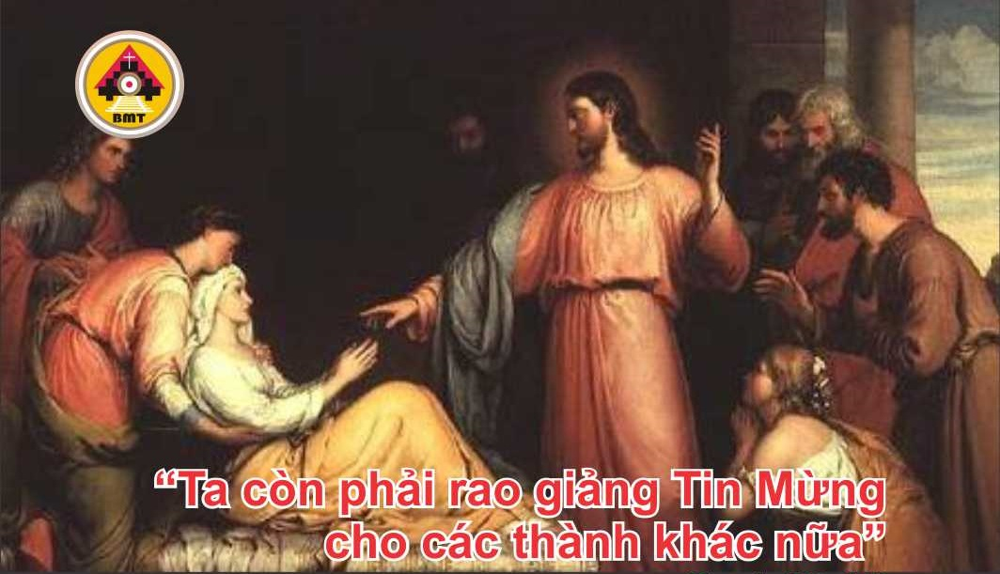 BMT
“Ta còn phải rao giảng Tin Mừng
cho các thành khác nữa”